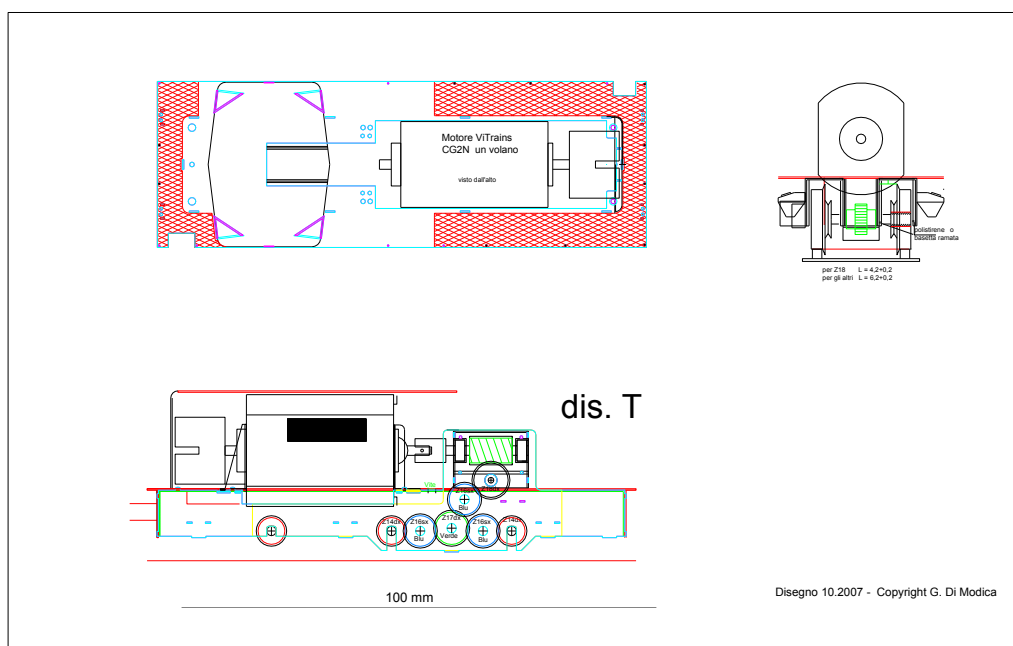 Motore ViTrains
CG2N un volano
visto dall'alto
polistirene o
basetta ramata
per Z18 L = 4,2+0,2
per gli altri L = 6,2+0,2
dis. T
Vite
Z16sx
Blu
Z14dx
Z16sx
Blu
Z17dx
Verde
Z16sx
Blu
Z14dx
100 mm
Disegno 10.2007 - Copyright G. Di Modica